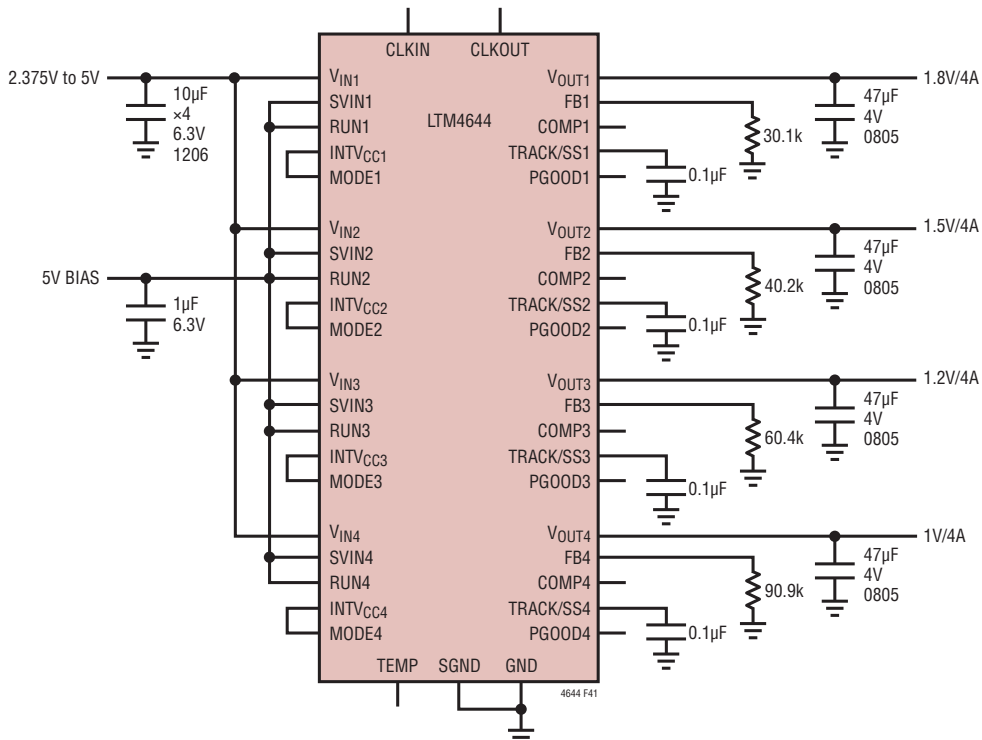 CLKIN CLKOUT
2.375V to 5V
10µF
×4
6.3V
1206
5V BIAS
1µF
6.3V
LTM4644
VIN1
SVIN1
RUN1
INTVCC1
MODE1
VIN2
SVIN2
RUN2
INTVCC2
MODE2
VIN3
SVIN3
RUN3
INTVCC3
MODE3
VIN4
SVIN4
RUN4
INTVCC4
MODE4
VOUT1
FB1
COMP1
TRACK/SS1
PGOOD1
VOUT2
FB2
COMP2
TRACK/SS2
PGOOD2
VOUT3
FB3
COMP3
TRACK/SS3
PGOOD3
VOUT4
FB4
COMP4
TRACK/SS4
PGOOD4
1.8V/4A
47µF
4V
0805
30.1k
0.1µF
1.5V/4A
47µF
4V
0805
40.2k
0.1µF
1.2V/4A
47µF
4V
0805
60.4k
0.1µF
1V/4A
47µF
4V
0805
90.9k
0.1µF
TEMP SGND GND
4644 F41